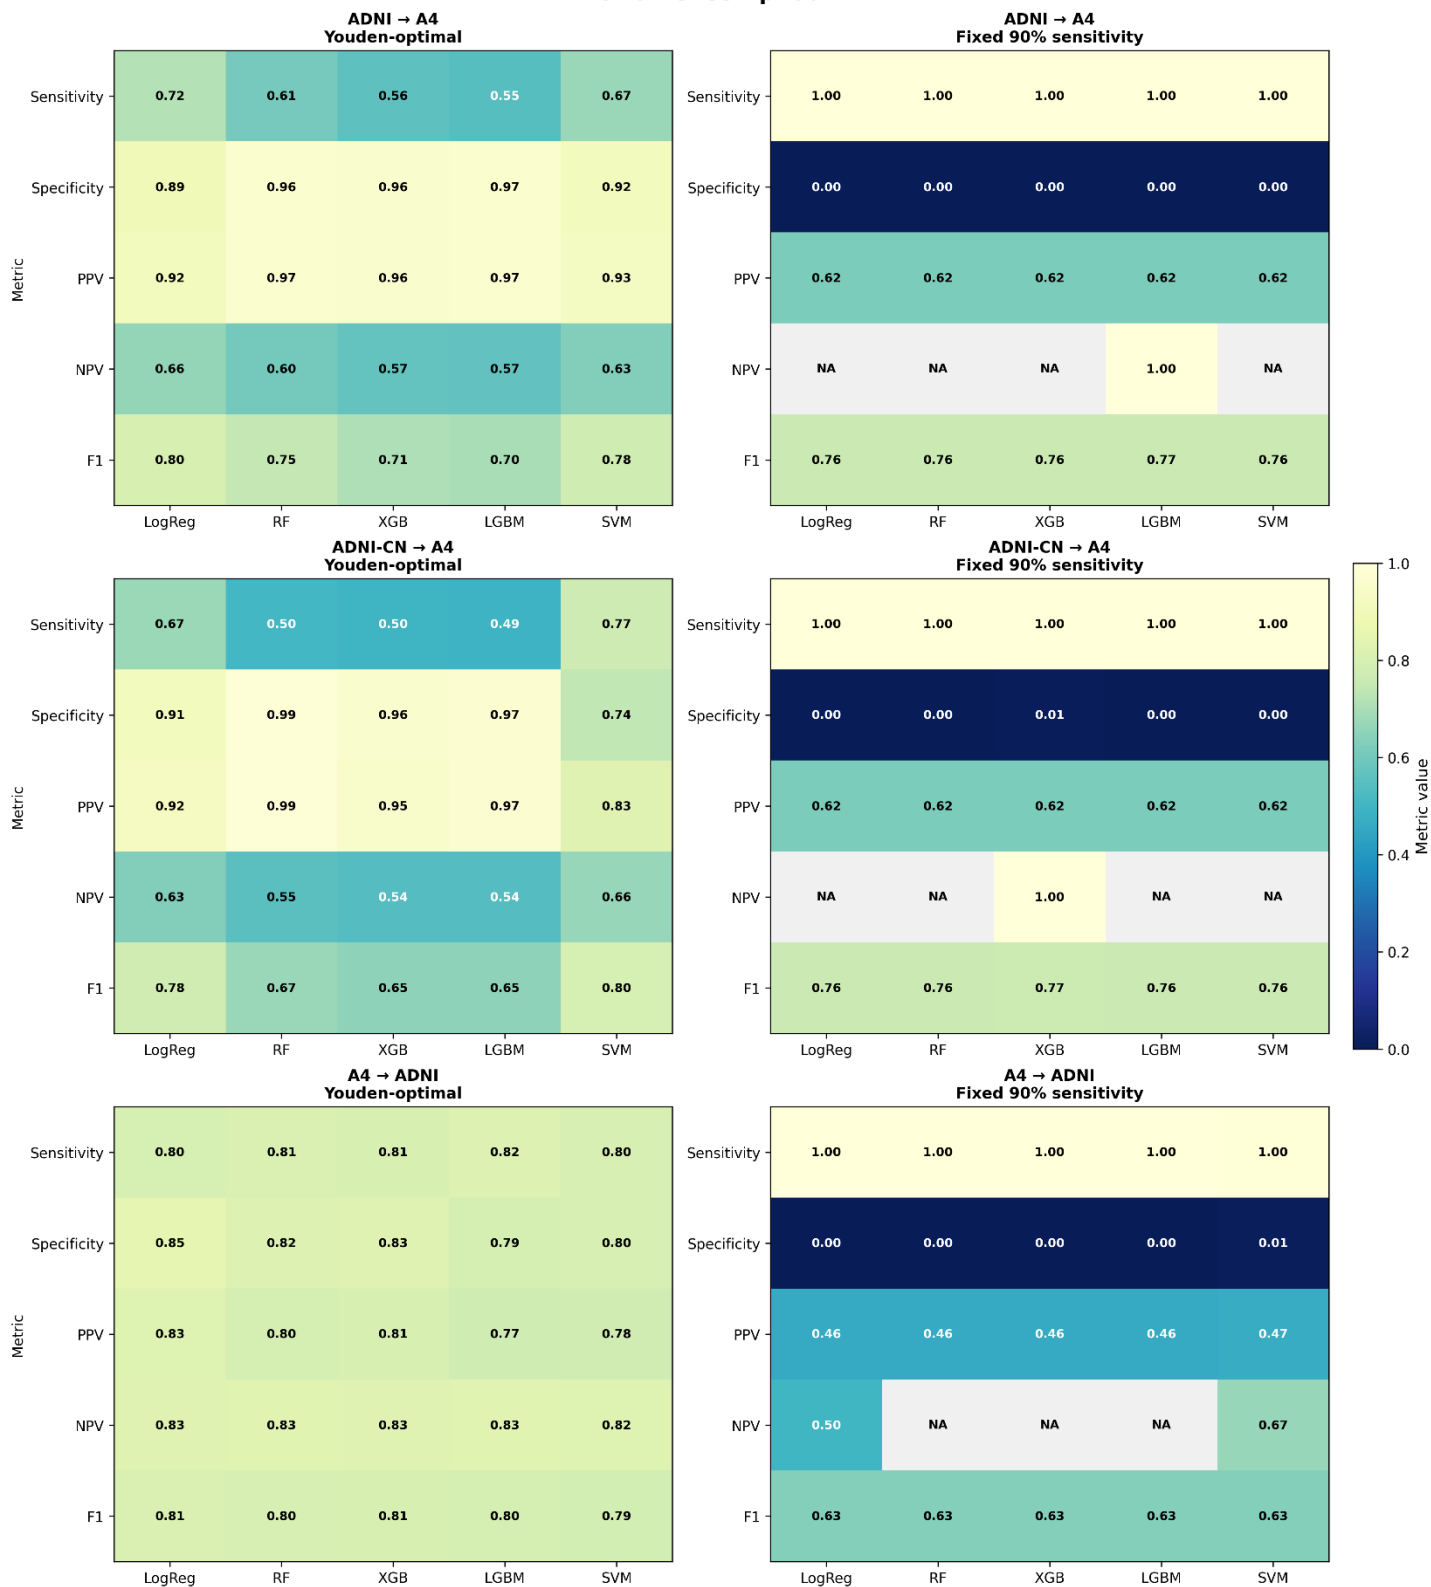 ADNI → A4
Youden-optimal
Sensitivity 0.72 0.61 0.56 0.55 0.67
Specificity 0.89 0.96 0.96 0.97 0.92
PPV 0.92 0.97 0.96 0.97 0.93
NPV 0.66 0.60 0.57 0.57 0.63
F1 0.80 0.75 0.71 0.70 0.78
Metric
LogReg RF XGB LGBM SVM
ADNI → A4
Fixed 90% sensitivity
Sensitivity 1.00 1.00 1.00 1.00 1.00
Specificity 0.00 0.00 0.00 0.00 0.00
PPV 0.62 0.62 0.62 0.62 0.62
NPV NA NA NA 1.00 NA
F1 0.76 0.76 0.76 0.77 0.76
LogReg RF XGB LGBM SVM
ADNI-CN → A4
Youden-optimal
Sensitivity 0.67 0.50 0.50 0.49 0.77
Specificity 0.91 0.99 0.96 0.97 0.74
PPV 0.92 0.99 0.95 0.97 0.83
NPV 0.63 0.55 0.54 0.54 0.66
F1 0.78 0.67 0.65 0.65 0.80
Metric
LogReg RF XGB LGBM SVM
ADNI-CN → A4
Fixed 90% sensitivity
Sensitivity 1.00 1.00 1.00 1.00 1.00
Specificity 0.00 0.00 0.01 0.00 0.00
PPV 0.62 0.62 0.62 0.62 0.62
NPV NA NA 1.00 NA NA
F1 0.76 0.76 0.77 0.76 0.76
LogReg RF XGB LGBM SVM
1.0
0.8
0.6
0.4
0.2
0.0
Metric value
A4 → ADNI
Youden-optimal
Sensitivity 0.80 0.81 0.81 0.82 0.80
Specificity 0.85 0.82 0.83 0.79 0.80
PPV 0.83 0.80 0.81 0.77 0.78
NPV 0.83 0.83 0.83 0.83 0.82
F1 0.81 0.80 0.81 0.80 0.79
Metric
LogReg RF XGB LGBM SVM
A4 → ADNI
Fixed 90% sensitivity
Sensitivity 1.00 1.00 1.00 1.00 1.00
Specificity 0.00 0.00 0.00 0.00 0.01
PPV 0.46 0.46 0.46 0.46 0.47
NPV 0.50 NA NA NA 0.67
F1 0.63 0.63 0.63 0.63 0.63
LogReg RF XGB LGBM SVM